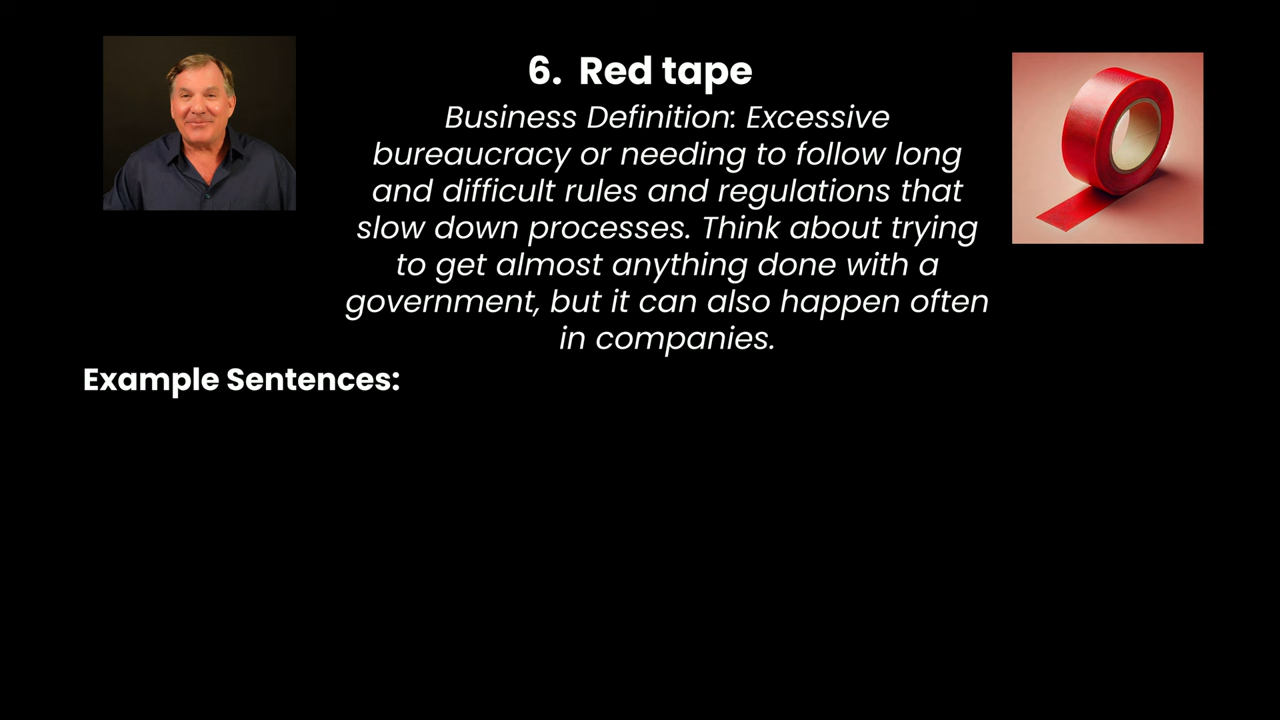 6. Red tape
Business Definition: Excessive
bureaucracy or needing to follow long
and difficult rules and regulations that
slow down processes. Think about trying
to get almost anything done with a
government, but it can also happen often
in companies.
Example Sentences: